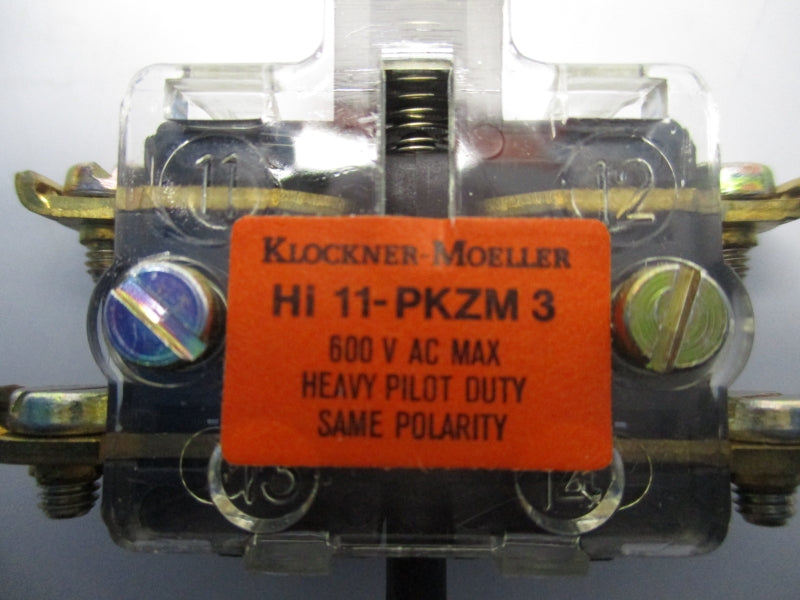 11 12
KLOCKNER-MOELLER
Hi 11-PKZM 3
600 V AC MAX
HEAVY PILOT DUTY
SAME POLARITY
13 14